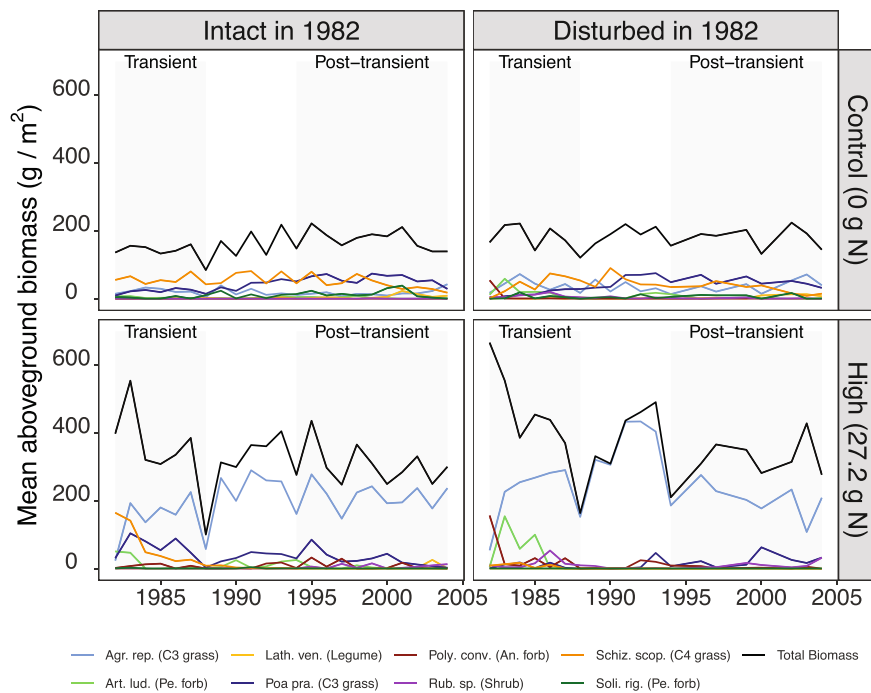 Intact in 1982
Disturbed in 1982
Transient
Post−transient
Transient
Post−transient
Control (0 g N)
600
400
200
0
Mean aboveground biomass (g / m²)
Transient
Post−transient
Transient
Post−transient
High (27.2 g N)
600
400
200
0
1985 1990 1995 2000 2005 1985 1990 1995 2000 2005
Agr. rep. (C3 grass) Lath. ven. (Legume) Poly. conv. (An. forb) Schiz. scop. (C4 grass) Total Biomass
Art. lud. (Pe. forb) Poa pra. (C3 grass) Rub. sp. (Shrub) Soli. rig. (Pe. forb)